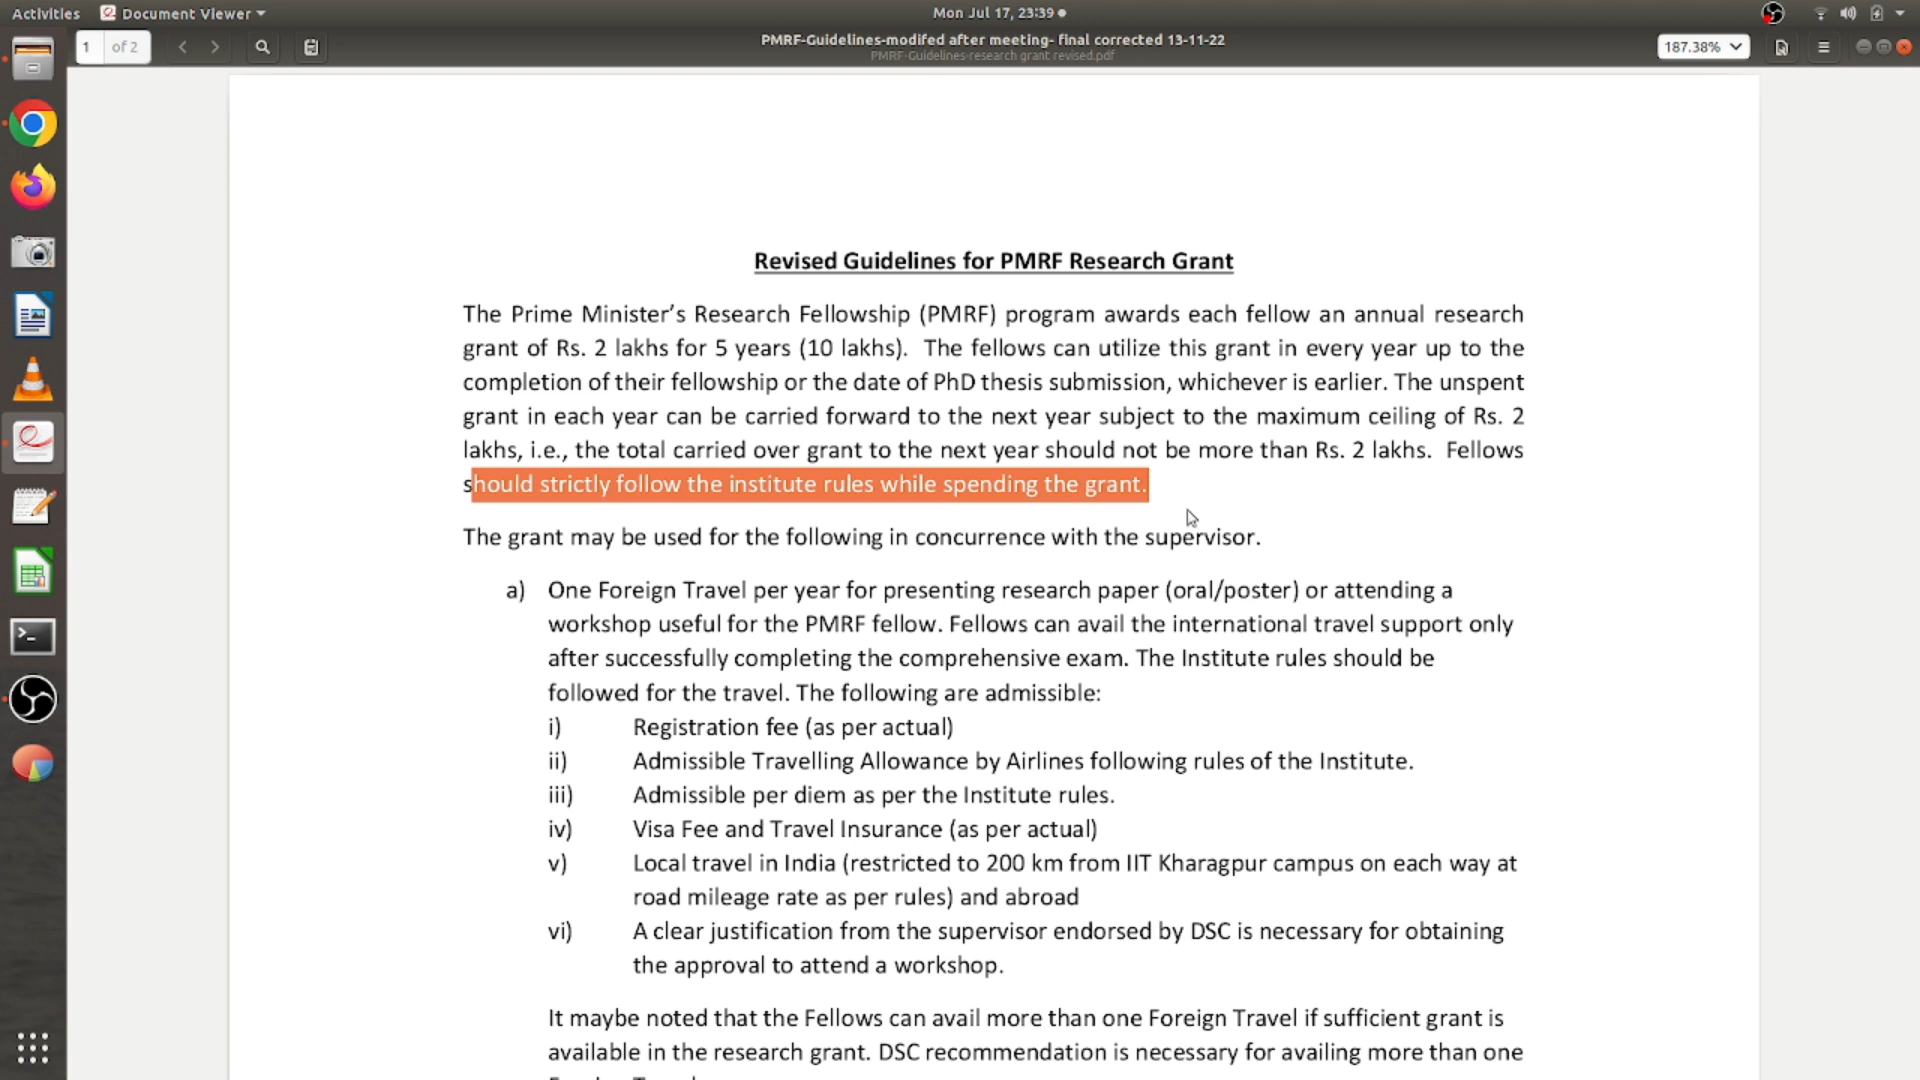 Activities Document Viewer Mon Jul 17, 23:39
1 of 2 PMRF-Guidelines-modifed after meeting- final corrected 13-11-22 187.38%
PMRF-Guidelines-research grant revised.pdf
Revised Guidelines for PMRF Research Grant
The Prime Minister’s Research Fellowship (PMRF) program awards each fellow an annual research
grant of Rs. 2 lakhs for 5 years (10 lakhs). The fellows can utilize this grant in every year up to the
completion of their fellowship or the date of PhD thesis submission, whichever is earlier. The unspent
grant in each year can be carried forward to the next year subject to the maximum ceiling of Rs. 2
lakhs, i.e., the total carried over grant to the next year should not be more than Rs. 2 lakhs. Fellows
should strictly follow the institute rules while spending the grant.
The grant may be used for the following in concurrence with the supervisor.
a) One Foreign Travel per year for presenting research paper (oral/poster) or attending a
workshop useful for the PMRF fellow. Fellows can avail the international travel support only
after successfully completing the comprehensive exam. The Institute rules should be
followed for the travel. The following are admissible:
i) Registration fee (as per actual)
ii) Admissible Travelling Allowance by Airlines following rules of the Institute.
iii) Admissible per diem as per the Institute rules.
iv) Visa Fee and Travel Insurance (as per actual)
v) Local travel in India (restricted to 200 km from IIT Kharagpur campus on each way at
road mileage rate as per rules) and abroad
vi) A clear justification from the supervisor endorsed by DSC is necessary for obtaining
the approval to attend a workshop.
It maybe noted that the Fellows can avail more than one Foreign Travel if sufficient grant is
available in the research grant. DSC recommendation is necessary for availing more than one